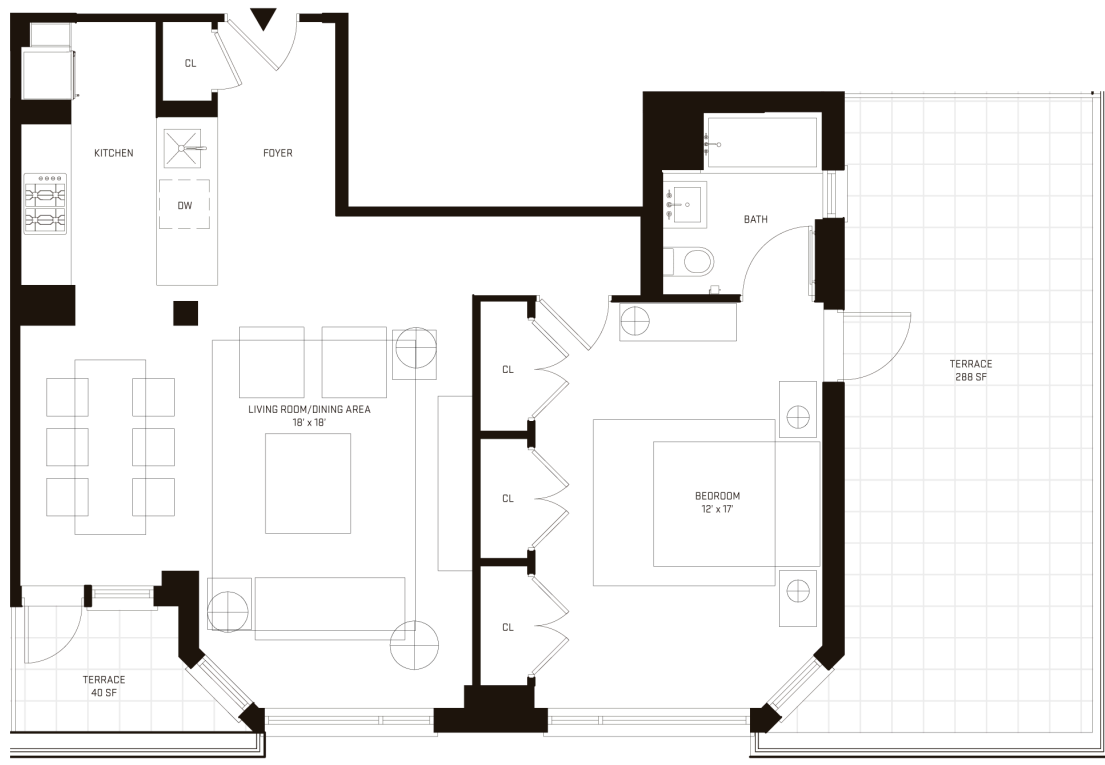 CL
KITCHEN
FOYER
DW
BATH
TERRACE
288 SF
CL
LIVING ROOM/DINING AREA
18' x 18'
CL
BEDROOM
12' x 17'
CL
TERRACE
40 SF